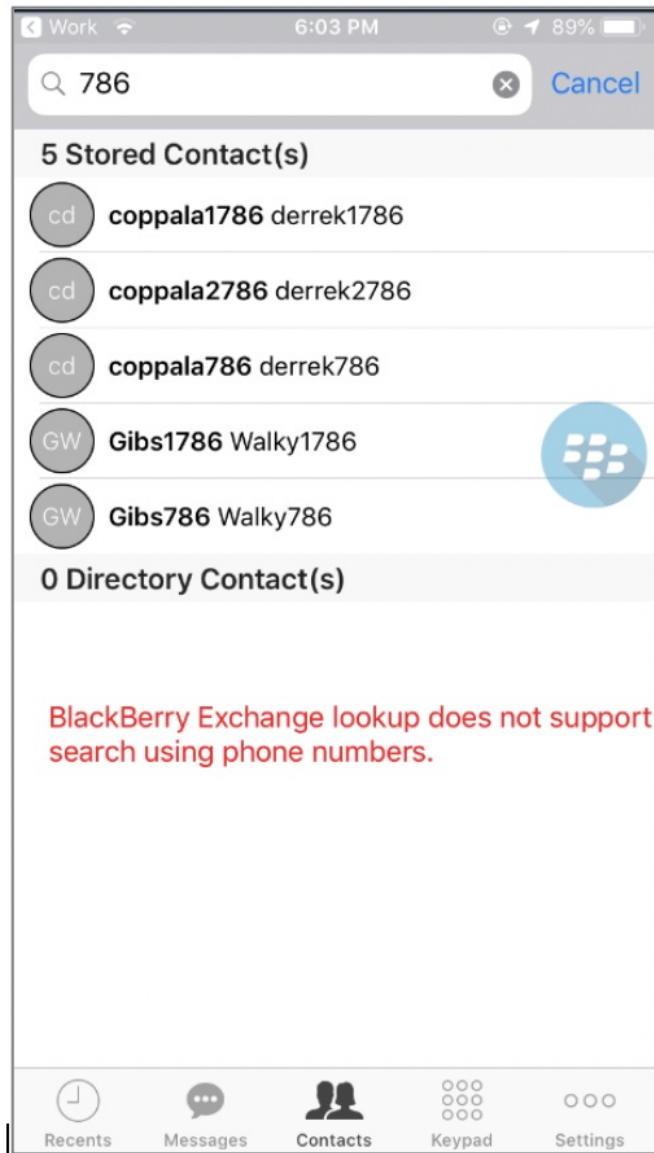 Work 6:03 PM 89%
786 Cancel
5 Stored Contact(s)
cd coppala1786 derrek1786
cd coppala2786 derrek2786
cd coppala786 derrek786
GW Gibs1786 Walky1786
GW Gibs786 Walky786
0 Directory Contact(s)
BlackBerry Exchange lookup does not support
search using phone numbers.
Recents Messages Contacts Keypad Settings